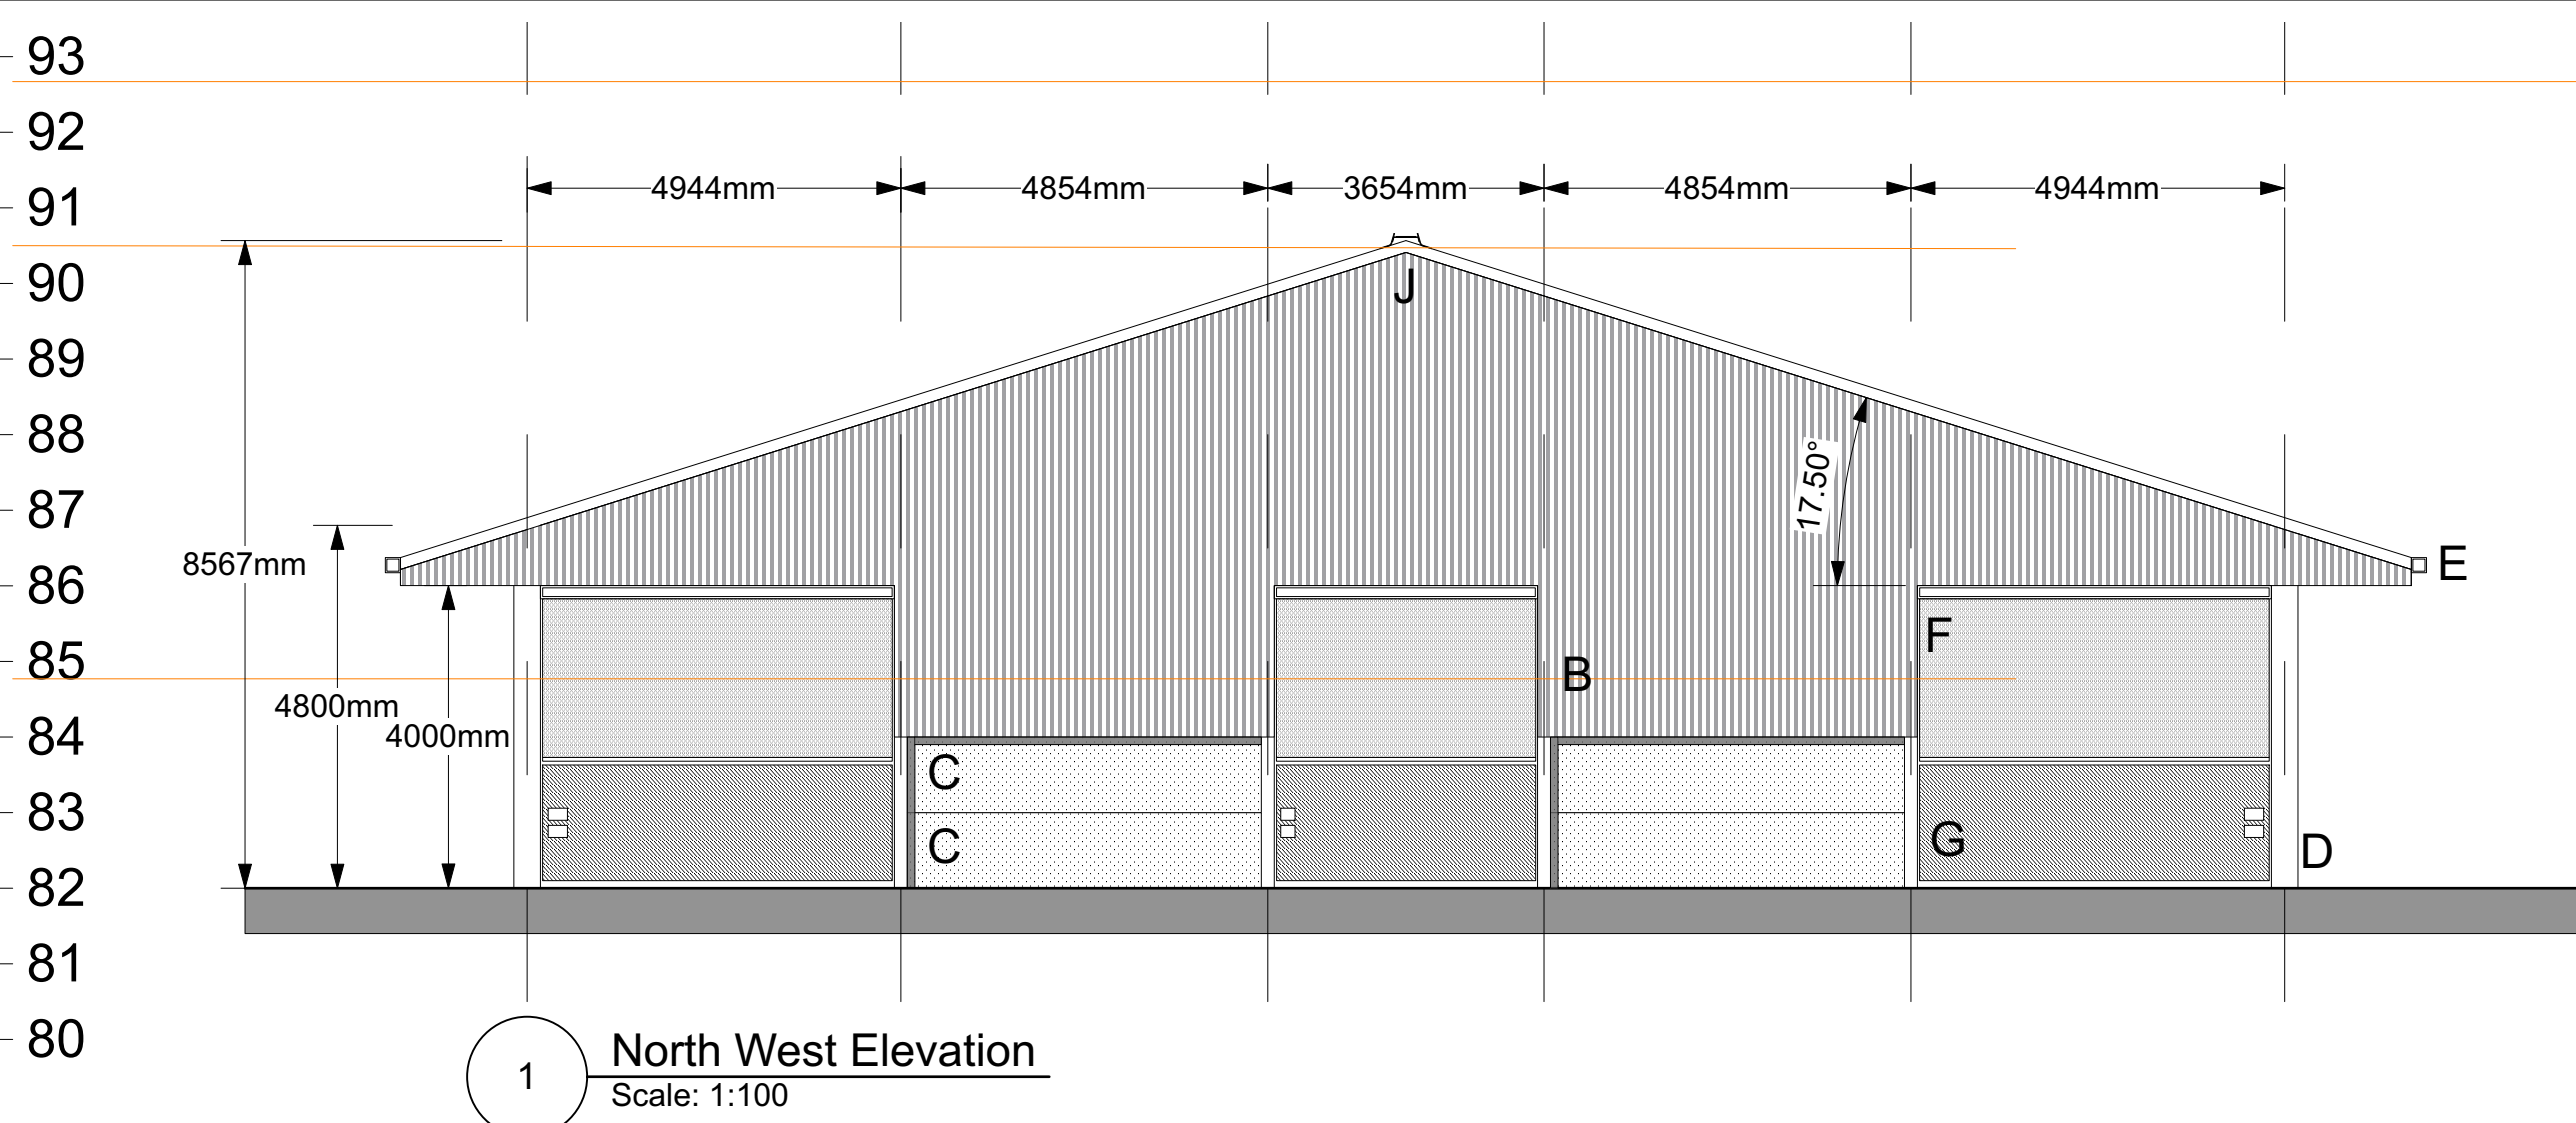 93
92
4944mm 4854mm 3654mm 4854mm 4944mm
91
90
J
89
88
17.50°
87
8567mm
E
86
F
85
B
4800mm
4000mm
84
C
83
G
C
D
82
81
80
1
North West Elevation
Scale: 1:100